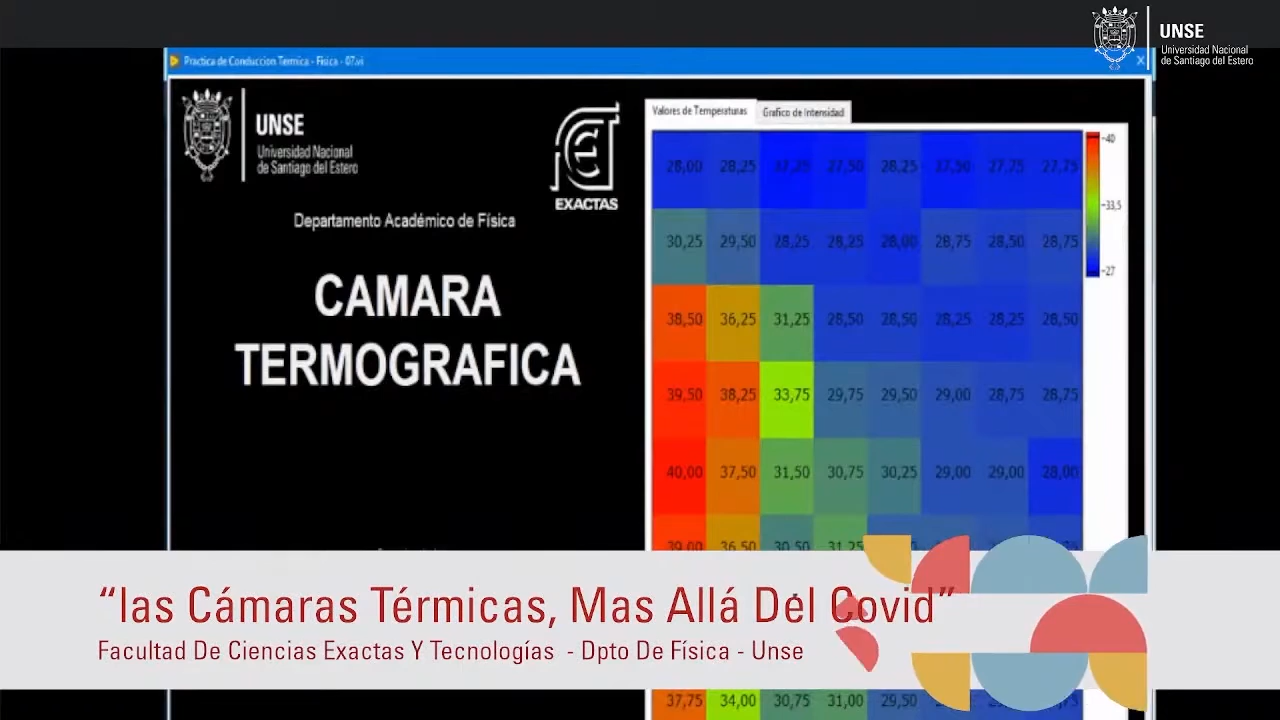 UNSE
Universidad Nacional
de Santiago del Estero
Practica de Conduccion Termica - Fisica - 07.vi
UNSE
Universidad Nacional
de Santiago del Estero
EXACTAS
Departamento Académico de Física
CAMARA
TERMOGRAFICA
Valores de Temperaturas
Grafico de Intensidad
28,00 28,25 27,50 28,25 27,75 27,75
30,25 29,50 28,25 28,25 28,00 28,75 28,50 28,75
38,50 36,25 31,25 28,50 28,50 28,25 28,25 28,50
39,50 38,25 33,75 29,75 29,50 29,00 28,75 28,75
40,00 37,50 31,50 30,75 30,25 29,00 29,00 28,00
39,00 36,50 30,50 31,25
37,75 34,00 30,75 31,00 29,50
40
33,5
27
“las Cámaras Térmicas, Mas Allá Del Covid”
Facultad De Ciencias Exactas Y Tecnologías - Dpto De Física - Unse